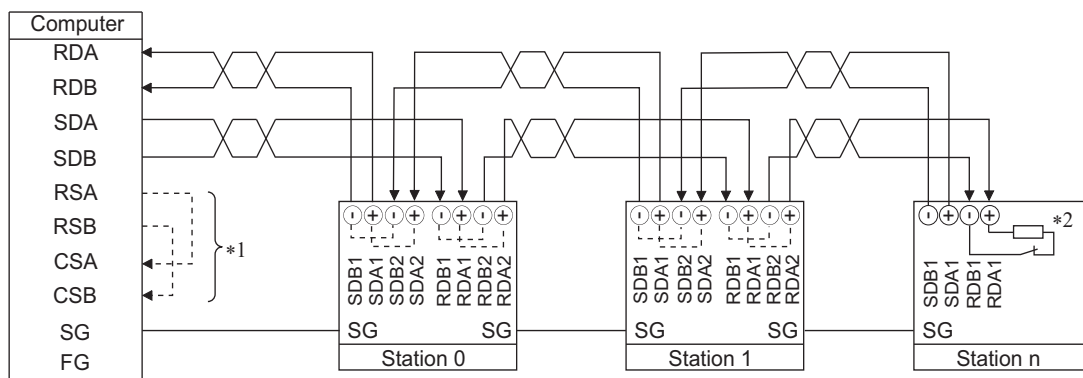 Computer
RDA
RDB
SDA
SDB
RSA
RSB
CSA
CSB
SG
FG
*1
- + - + - + - +
SDB1
SDA1
SDB2
SDA2
RDB1
RDA1
RDB2
RDA2
SG SG
Station 0
- + - + - + - +
SDB1
SDA1
SDB2
SDA2
RDB1
RDA1
RDB2
RDA2
SG SG
Station 1
- + - +
*2
SDB1
SDA1
RDB1
RDA1
SG
Station n